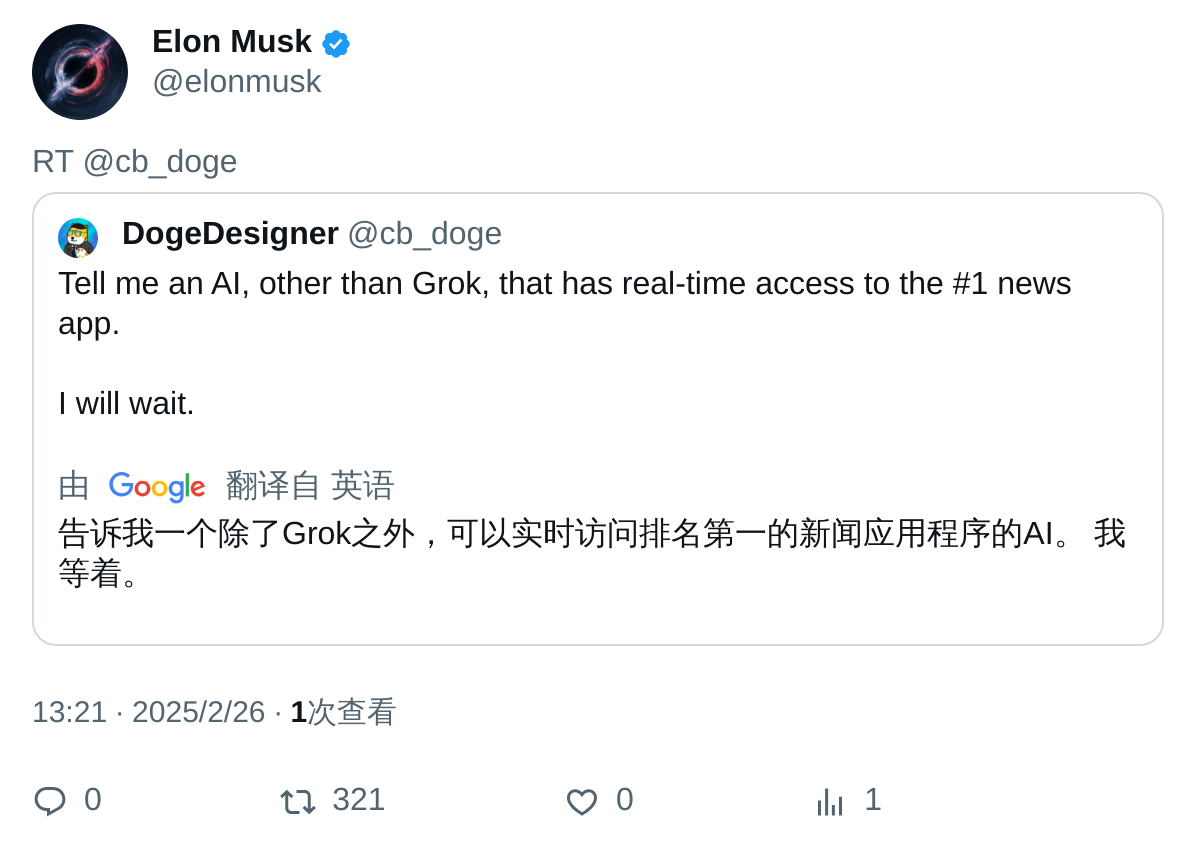 Elon Musk
@elonmusk
RT @cb_doge
DogeDesigner @cb_doge
Tell me an AI, other than Grok, that has real-time access to the #1 news
app.
I will wait.
由 Google 翻译自 英语
告诉我一个除了Grok之外，可以实时访问排名第一的新闻应用程序的AI。 我
等着。
13:21 · 2025/2/26 · 1次查看
0 321 0 1